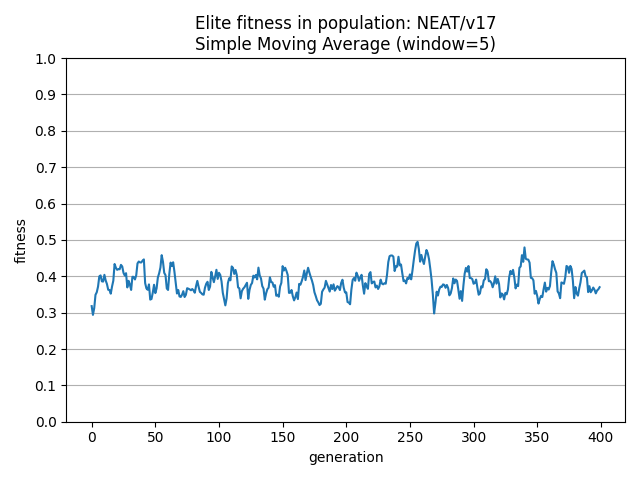 Elite fitness in population: NEAT/v17
Simple Moving Average (window=5)
1.0
0.9
0.8
0.7
0.6
0.5
0.4
0.3
0.2
0.1
0.0
fitness
0 50 100 150 200 250 300 350 400
generation